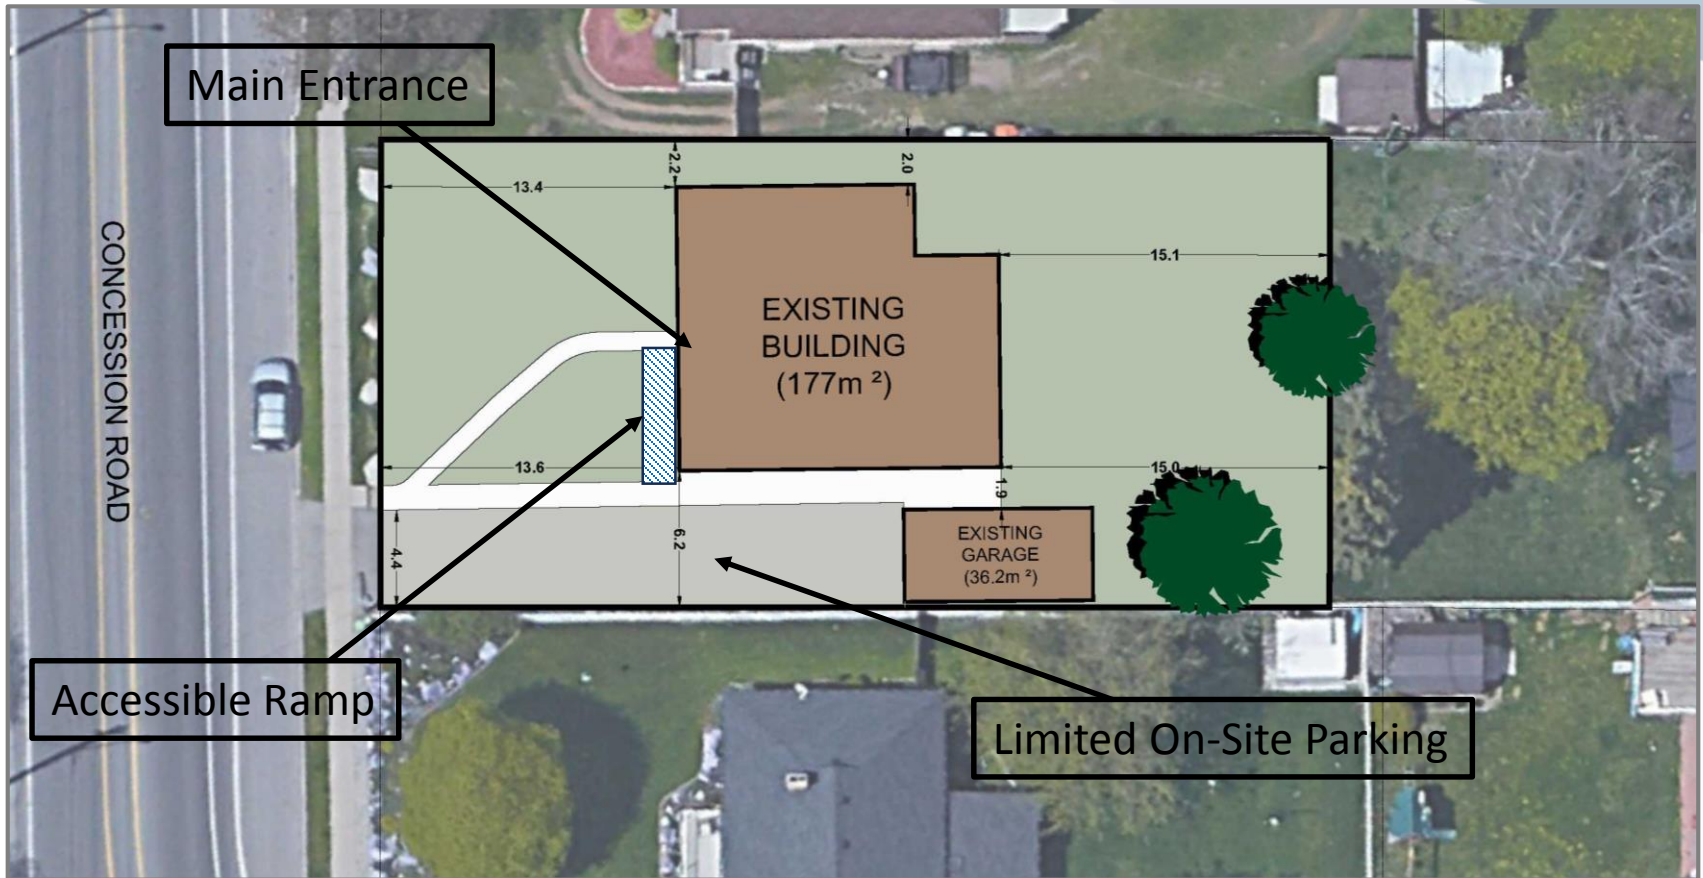 Main Entrance
2.2
2.0
13.4
15.1
CONCESSION ROAD
EXISTING
BUILDING
(177m ²)
13.6
15.0
1.9
6.2
4.4
EXISTING
GARAGE
(36.2m ²)
Accessible Ramp
Limited On-Site Parking